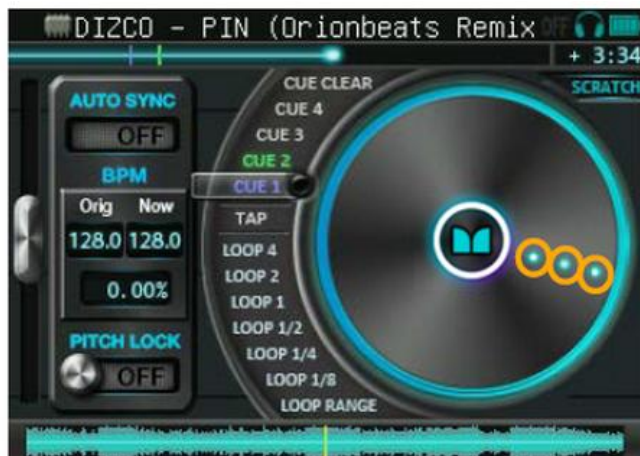 DIZCO - PIN (Orionbeats Remix OFF
+ 3:34
SCRATCH
AUTO SYNC
OFF
BPM
Orig Now
128.0 128.0
0.00%
PITCH LOCK
OFF
CUE CLEAR
CUE 4
CUE 3
CUE 2
CUE 1
TAP
LOOP 4
LOOP 2
LOOP 1
LOOP 1/2
LOOP 1/4
LOOP 1/8
LOOP RANGE